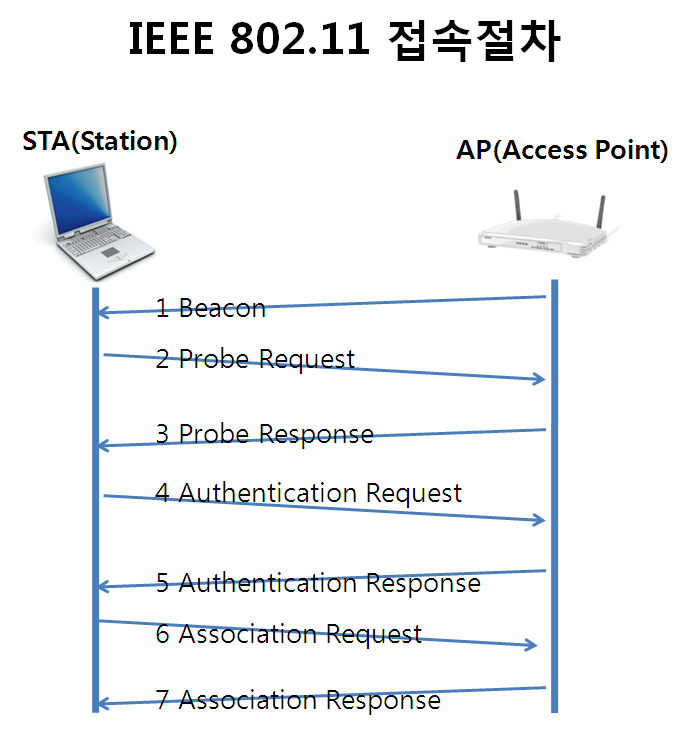 IEEE 802.11 접속절차
STA(Station)
AP(Access Point)
1 Beacon
2 Probe Request
3 Probe Response
4 Authentication Request
5 Authentication Response
6 Association Request
7 Association Response